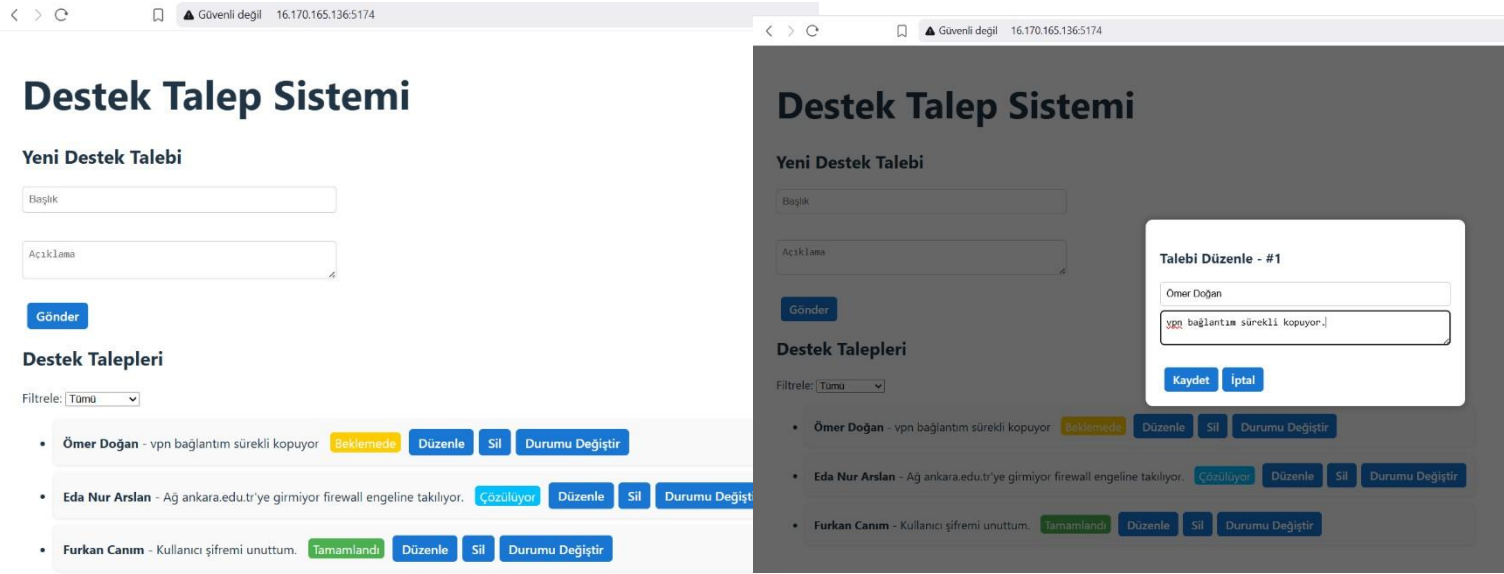 Güvenli değil 16.170.165.136:5174
Destek Talep Sistemi
Yeni Destek Talebi
Başlık
Açıklama
Gönder
Destek Talepleri
Filtrele: Tümü
Ömer Doğan - vpn bağlantım sürekli kopuyor Beklemede Düzenle Sil Durumu Değiştir
Eda Nur Arslan - Ağ ankara.edu.tr'ye girmiyor firewall engeline takılıyor. Çözülüyor Düzenle Sil Durumu Değişt
Furkan Canım - Kullanıcı şifremi unuttum. Tamamlandı Düzenle Sil Durumu Değiştir
Güvenli değil 16.170.165.136:5174
Destek Talep Sistemi
Yeni Destek Talebi
Başlık
Açıklama
Gönder
Destek Talepleri
Filtrele: Tümü
Ömer Doğan - vpn bağlantım sürekli kopuyor Beklemede Düzenle Sil Durumu Değiştir
Eda Nur Arslan - Ağ ankara.edu.tr'ye girmiyor firewall engeline takılıyor. Çözülüyor Düzenle Sil Durumu Değiştir
Furkan Canım - Kullanıcı şifremi unuttum. Tamamlandı Düzenle Sil Durumu Değiştir
Talebi Düzenle - #1
Ömer Doğan
vpn bağlantım sürekli kopuyor.
Kaydet İptal